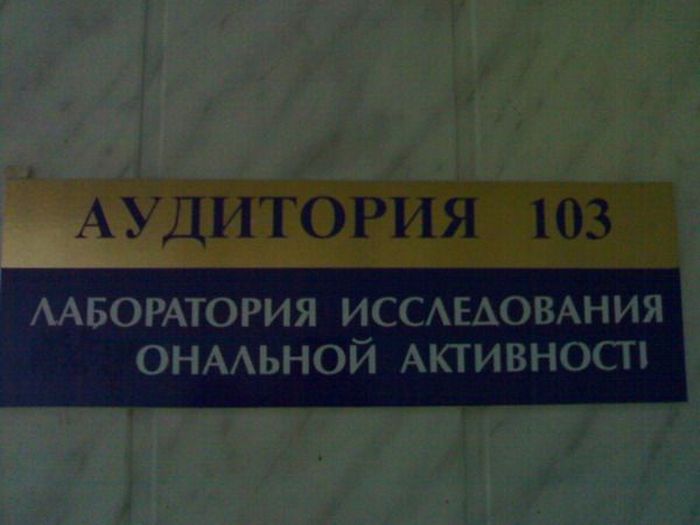 АУДИТОРИЯ 103
ЛАБОРАТОРИЯ ИССЛЕДОВАНИЯ
ОНАЛЬНОЙ АКТИВНОСТІ